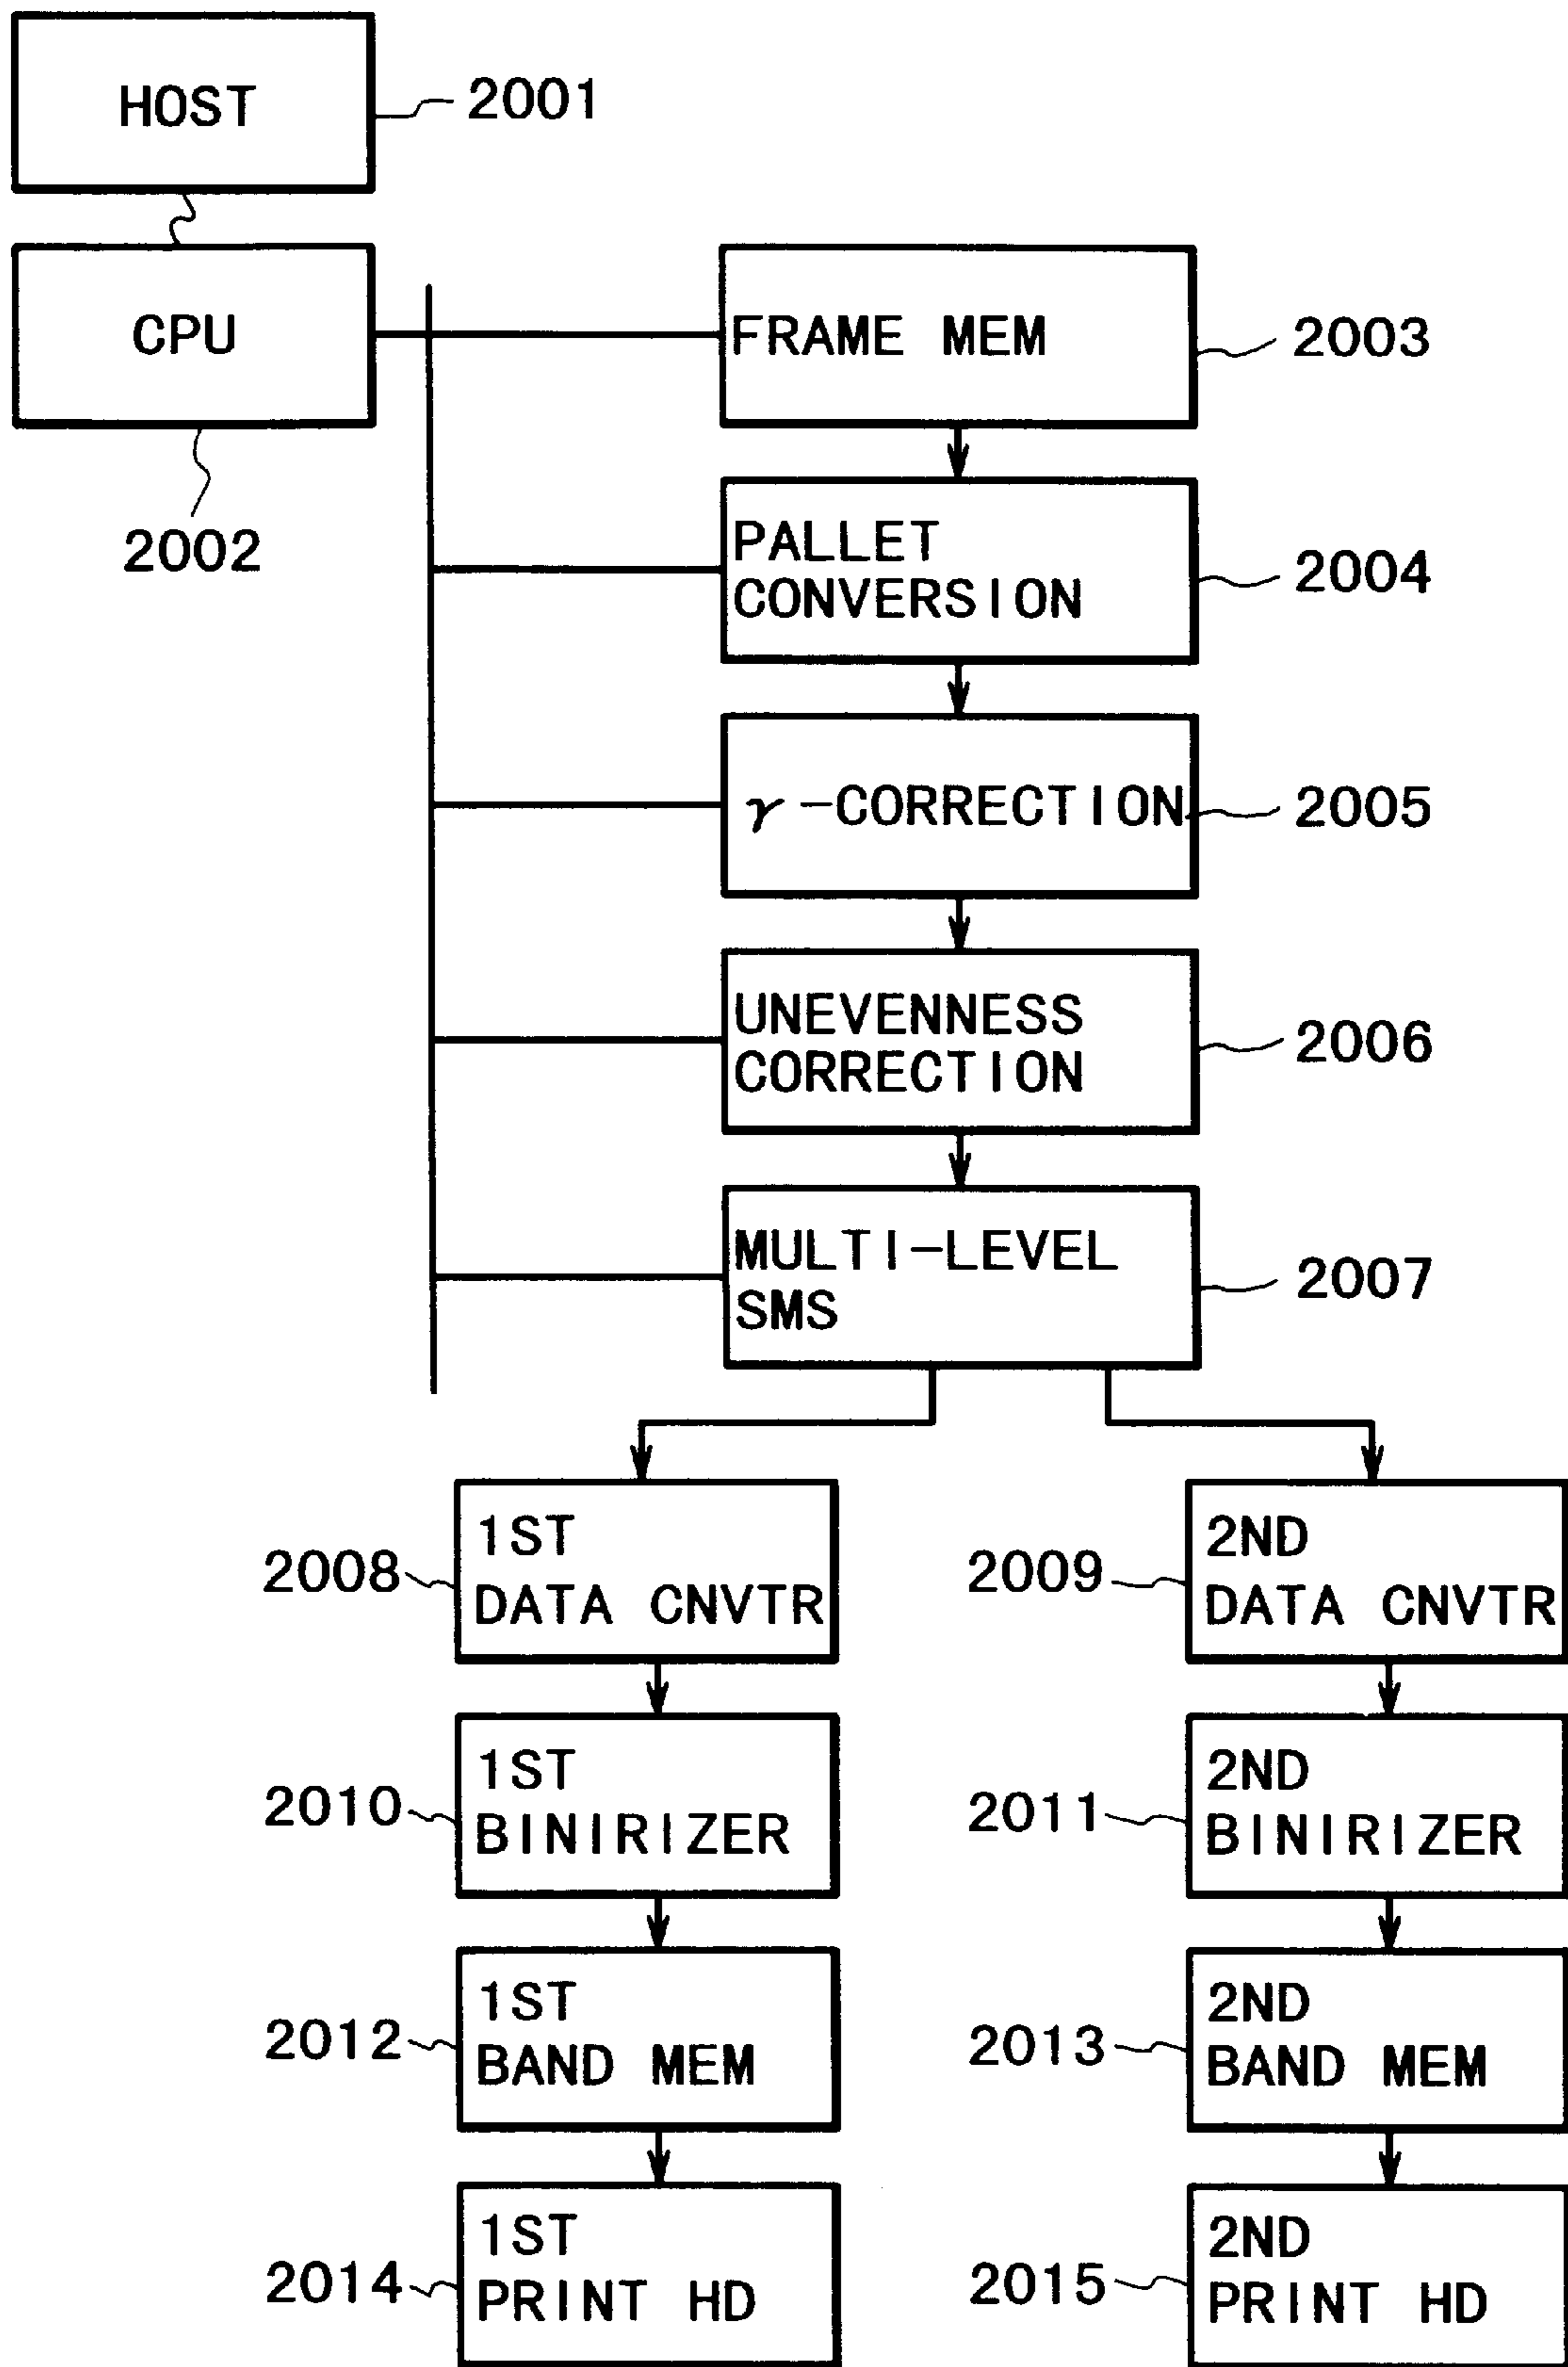 HOST
2001
CPU
2002
FRAME MEM
2003
PALLET
CONVERSION
2004
γ-CORRECTION
2005
UNEVENNESS
CORRECTION
2006
MULTI-LEVEL
SMS
2007
1ST
DATA CNVTR
2008
2ND
DATA CNVTR
2009
1ST
BINIRIZER
2010
2ND
BINIRIZER
2011
1ST
BAND MEM
2012
2ND
BAND MEM
2013
1ST
PRINT HD
2014
2ND
PRINT HD
2015